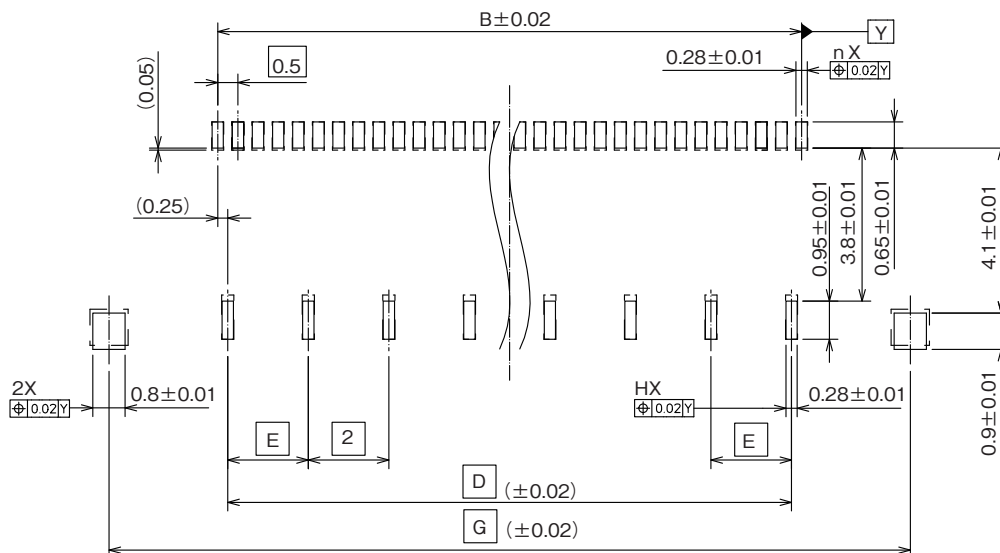 B±0.02
Y
0.5
0.28±0.01
nX
⌖ 0.02 Y
(0.05)
(0.25)
0.95±0.01
3.8±0.01
0.65±0.01
4.1±0.01
2X
⌖ 0.02 Y
0.8±0.01
HX
⌖ 0.02 Y
0.28±0.01
0.9±0.01
E
2
E
D (±0.02)
G (±0.02)